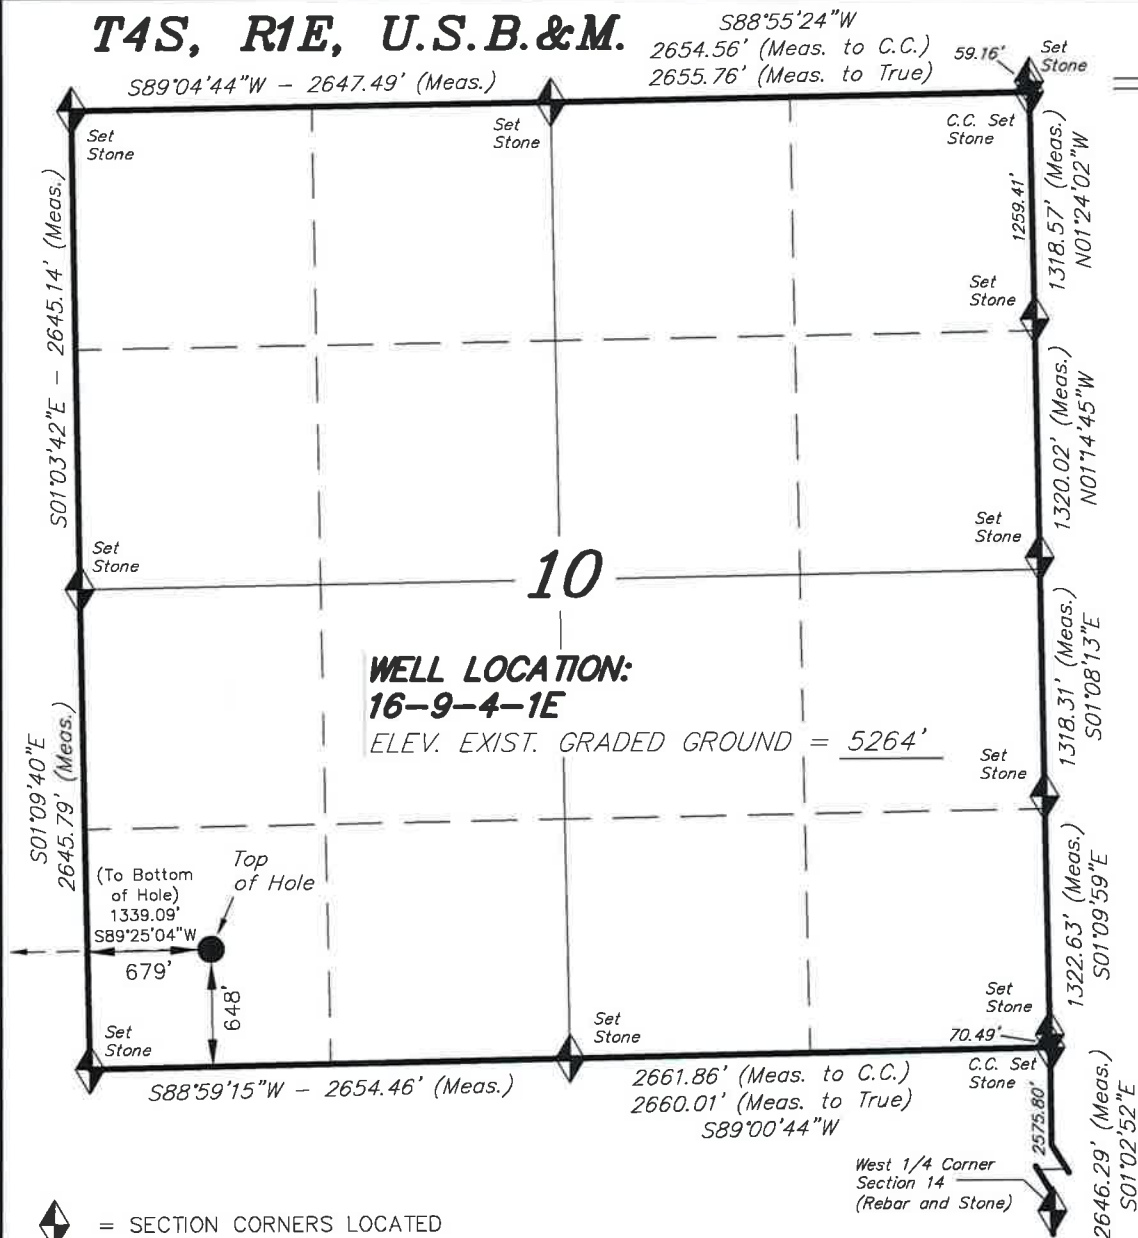 T4S, R1E, U.S.B.&M.
S88°55'24"W
2654.56' (Meas. to C.C.)
2655.76' (Meas. to True)
59.16'
Set
Stone
S89°04'44"W - 2647.49' (Meas.)
Set
Stone
Set
Stone
C.C. Set
Stone
1259.41'
1318.57' (Meas.)
N01°24'02"W
S01°03'42"E - 2645.14' (Meas.)
Set
Stone
1320.02' (Meas.)
N01°14'45"W
Set
Stone
Set
Stone
10
WELL LOCATION:
16-9-4-1E
ELEV. EXIST. GRADED GROUND = 5264'
1318.31' (Meas.)
S01°08'13"E
Set
Stone
S01°09'40"E
2645.79' (Meas.)
(To Bottom
of Hole)
1339.09'
S89°25'04"W
679'
Top
of Hole
648'
1322.63' (Meas.)
S01°09'59"E
Set
Stone
Set
Stone
Set
Stone
70.49'
C.C. Set
Stone
S88°59'15"W - 2654.46' (Meas.)
2661.86' (Meas. to C.C.)
2660.01' (Meas. to True)
S89°00'44"W
2575.80'
2646.29' (Meas.)
S01°02'52"E
West 1/4 Corner
Section 14
(Rebar and Stone)
= SECTION CORNERS LOCATED